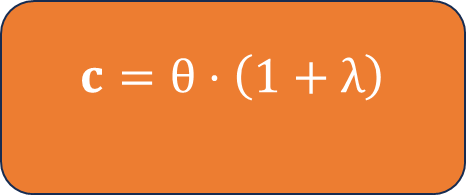 𝐜 = θ · (1 + λ)